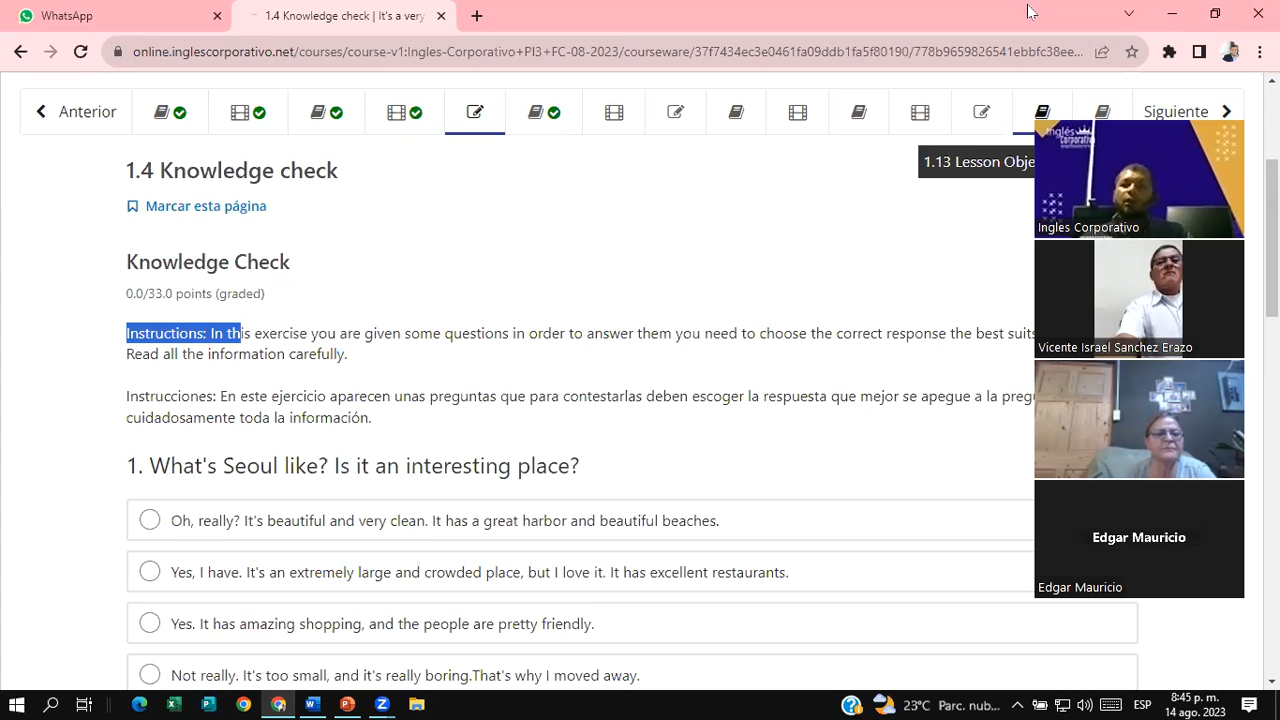 WhatsApp
1.4 Knowledge check | It's a very
online.inglescorporativo.net/courses/course-v1:Ingles-Corporativo+PI3+FC-08-2023/courseware/37f7434ec3e0461fa09ddb1fa5f80190/778b9659826541ebbfc38ee...
Anterior
Siguiente
1.13 Lesson Obje
1.4 Knowledge check
Marcar esta página
Knowledge Check
0.0/33.0 points (graded)
Instructions: In this exercise you are given some questions in order to answer them you need to choose the correct response the best suits
Read all the information carefully.
Instrucciones: En este ejercicio aparecen unas preguntas que para contestarlas deben escoger la respuesta que mejor se apegue a la pregu
cuidadosamente toda la información.
1. What's Seoul like? Is it an interesting place?
Oh, really? It's beautiful and very clean. It has a great harbor and beautiful beaches.
Yes, I have. It's an extremely large and crowded place, but I love it. It has excellent restaurants.
Yes. It has amazing shopping, and the people are pretty friendly.
Not really. It's too small, and it's really boring.That's why I moved away.
Inglés
Corporativo
Ingles Corporativo
Vicente Israel Sanchez Erazo
Edgar Mauricio
Edgar Mauricio
23°C Parc. nub...
ESP
8:45 p. m.
14 ago. 2023